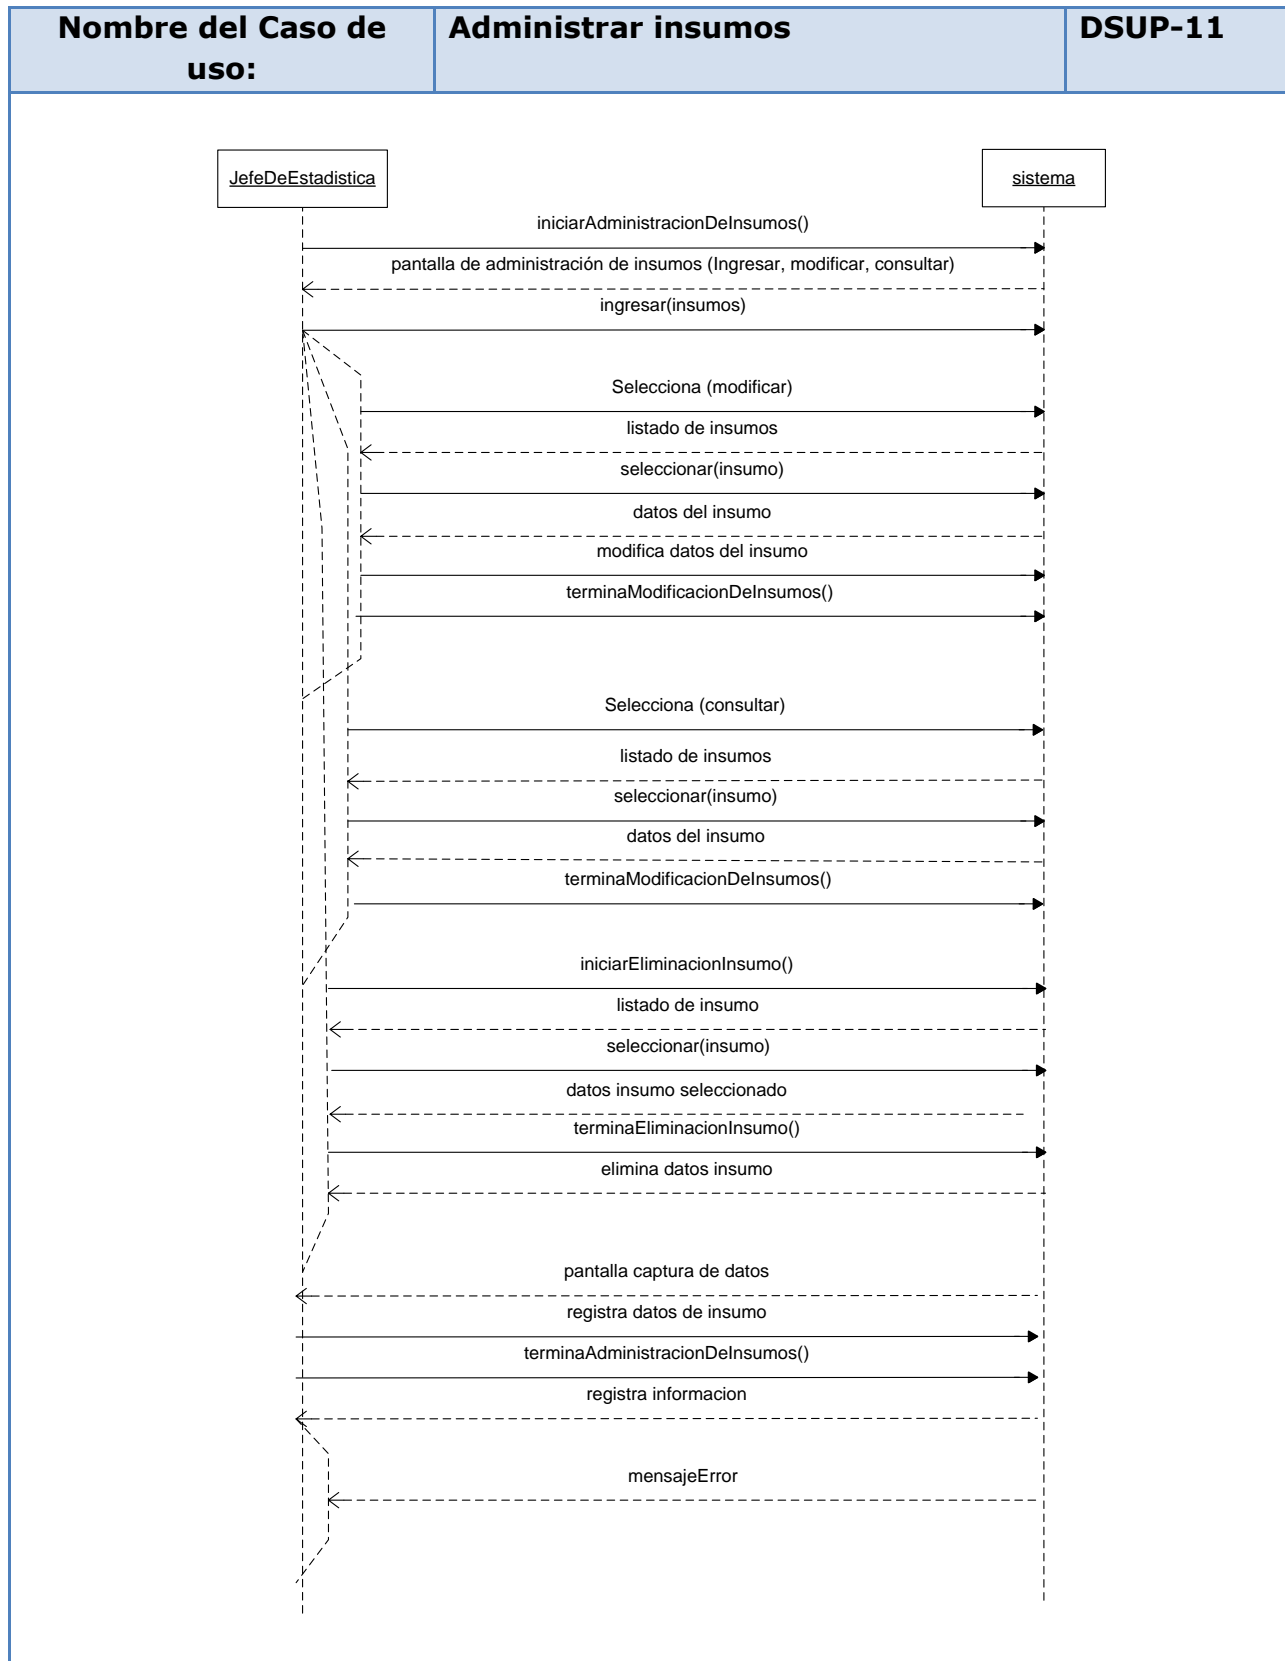 Nombre del Caso de uso:
Administrar insumos
DSUP-11
JefeDeEstadistica
sistema
iniciarAdministracionDeInsumos()
pantalla de administración de insumos (Ingresar, modificar, consultar)
ingresar(insumos)
Selecciona (modificar)
listado de insumos
seleccionar(insumo)
datos del insumo
modifica datos del insumo
terminaModificacionDeInsumos()
Selecciona (consultar)
listado de insumos
seleccionar(insumo)
datos del insumo
terminaModificacionDeInsumos()
iniciarEliminacionInsumo()
listado de insumo
seleccionar(insumo)
datos insumo seleccionado
terminaEliminacionInsumo()
elimina datos insumo
pantalla captura de datos
registra datos de insumo
terminaAdministracionDeInsumos()
registra informacion
mensajeError